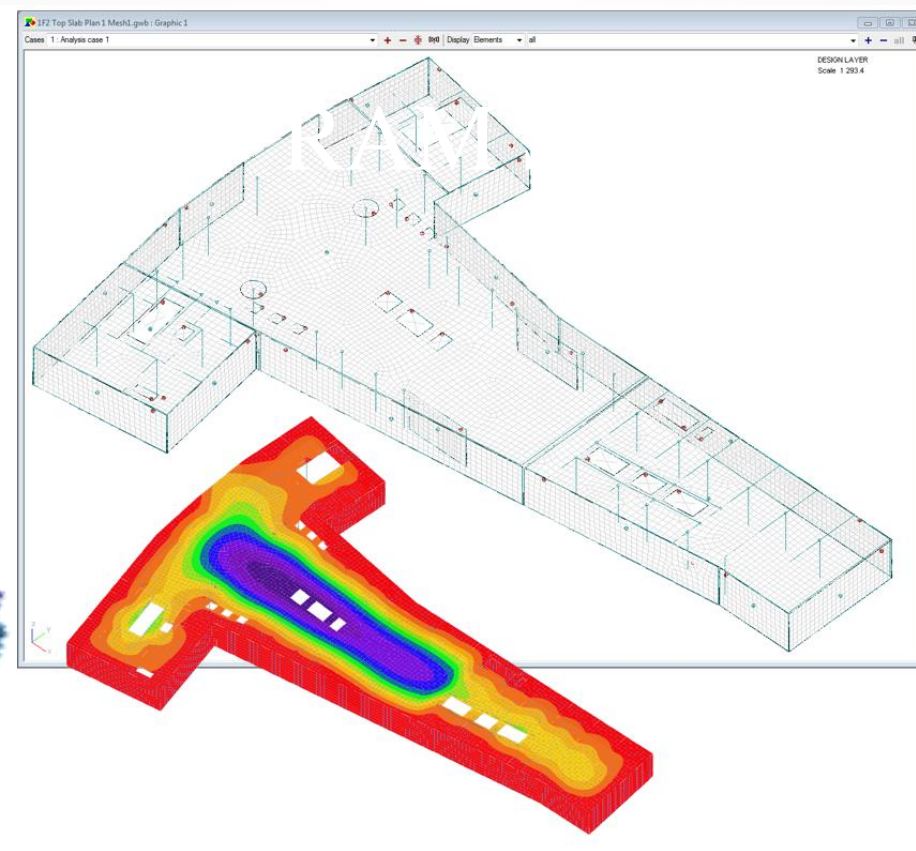 1F2 Top Slab Plan 1 Mesh1.gwb : Graphic 1
Cases 1 : Analysis case 1 Display Elements all all
DESIGN LAYER
Scale 1 293.4
RAM
z
Y
x